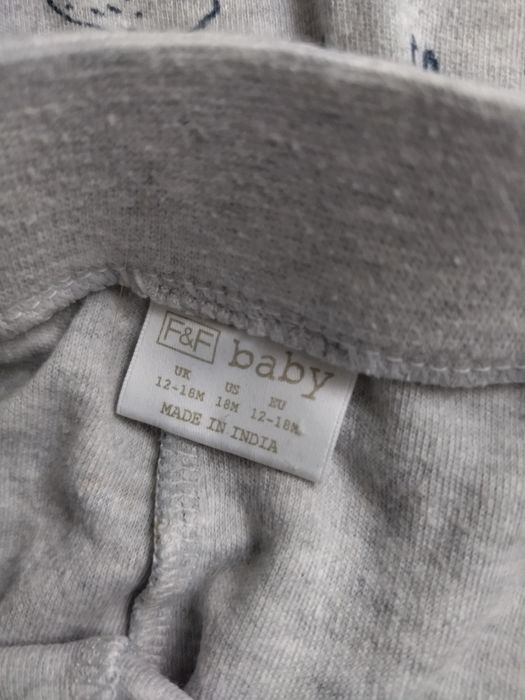 F&F baby
UK US EU
12-18M 18M 12-18M
MADE IN INDIA